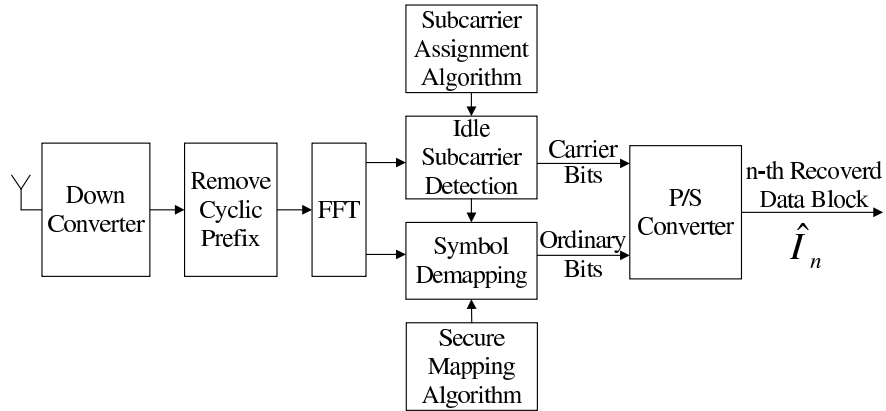 Subcarrier
Assignment
Algorithm
Idle
Subcarrier
Detection
Carrier
Bits
Down
Converter
Remove
Cyclic
Prefix
FFT
P/S
Converter
n-th Recoverd
Data Block
Î n
Symbol
Demapping
Ordinary
Bits
Secure
Mapping
Algorithm